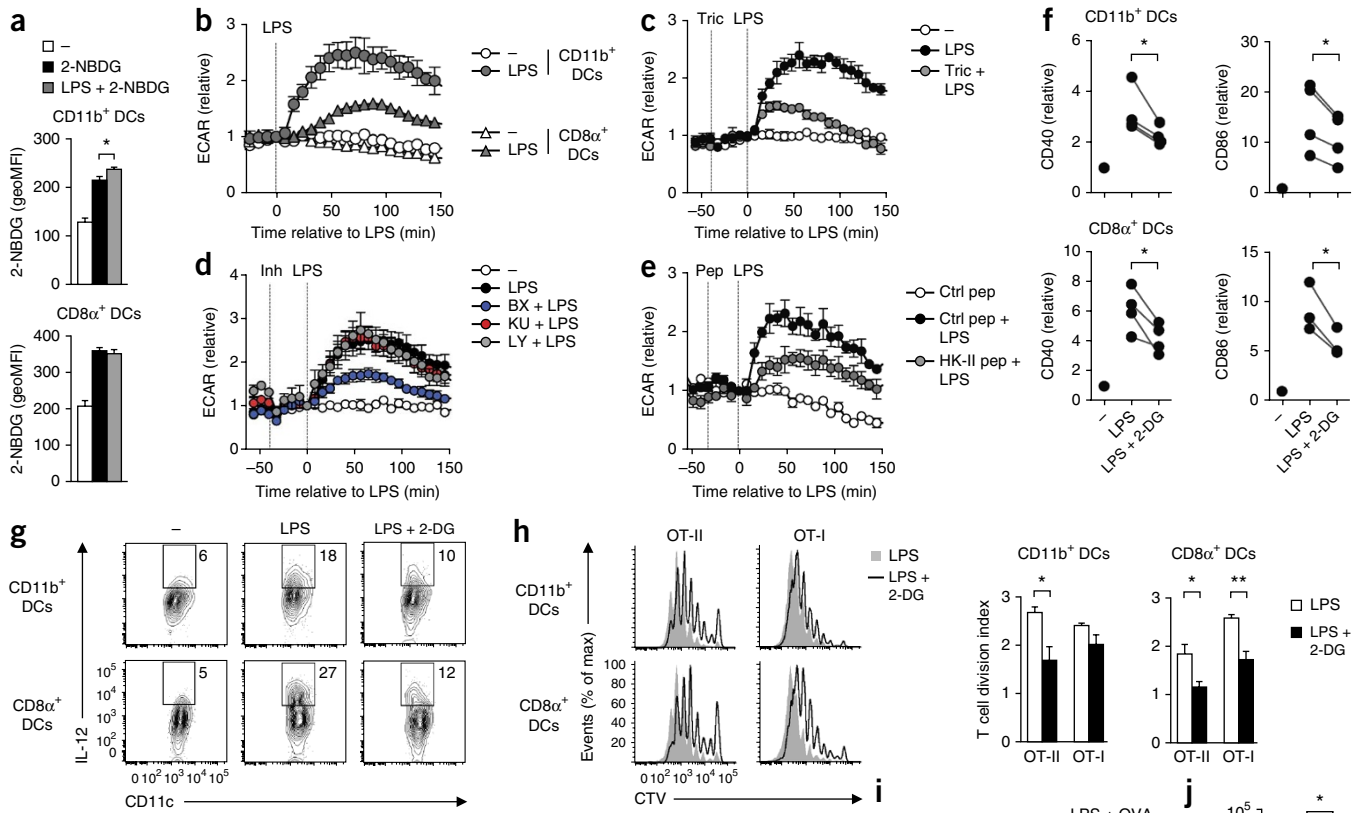 a
–
2-NBDG
LPS + 2-NBDG
CD11b⁺ DCs
2-NBDG (geoMFI)
300
200
100
0
*
CD8α⁺ DCs
2-NBDG (geoMFI)
400
300
200
100
0
b
LPS
ECAR (relative)
3
2
1
0
0 50 100 150
Time relative to LPS (min)
–
LPS
CD11b⁺
DCs
–
LPS
CD8α⁺
DCs
c
Tric LPS
ECAR (relative)
3
2
1
0
–50 0 50 100 150
Time relative to LPS (min)
–
LPS
Tric +
LPS
d
Inh LPS
ECAR (relative)
4
3
2
1
0
–50 0 50 100 150
Time relative to LPS (min)
–
LPS
BX + LPS
KU + LPS
LY + LPS
e
Pep LPS
ECAR (relative)
3
2
1
0
–50 0 50 100 150
Time relative to LPS (min)
Ctrl pep
Ctrl pep +
LPS
HK-II pep +
LPS
f
CD11b⁺ DCs
CD40 (relative)
6
4
2
0
*
CD86 (relative)
30
20
10
0
*
CD8α⁺ DCs
CD40 (relative)
10
8
6
4
2
0
*
–
LPS
LPS + 2-DG
CD86 (relative)
15
10
5
0
*
–
LPS
LPS + 2-DG
g
– LPS LPS + 2-DG
CD11b⁺
DCs
6 18 10
CD8α⁺
DCs
5 27 12
10⁵
10⁴
10³
10²
0
IL-12
0 10² 10³ 10⁴ 10⁵
CD11c
h
OT-II OT-I
LPS
LPS +
2-DG
CD11b⁺
DCs
CD8α⁺
DCs
Events (% of max)
100
80
60
40
20
0 10² 10³ 10⁴ 10⁵
CTV
CD11b⁺ DCs CD8α⁺ DCs
T cell division index
3
2
1
0
*
OT-II OT-I
3
2
1
0
* **
OT-II OT-I
LPS
LPS +
2-DG
i
LPS + OVA
j
10⁵
*